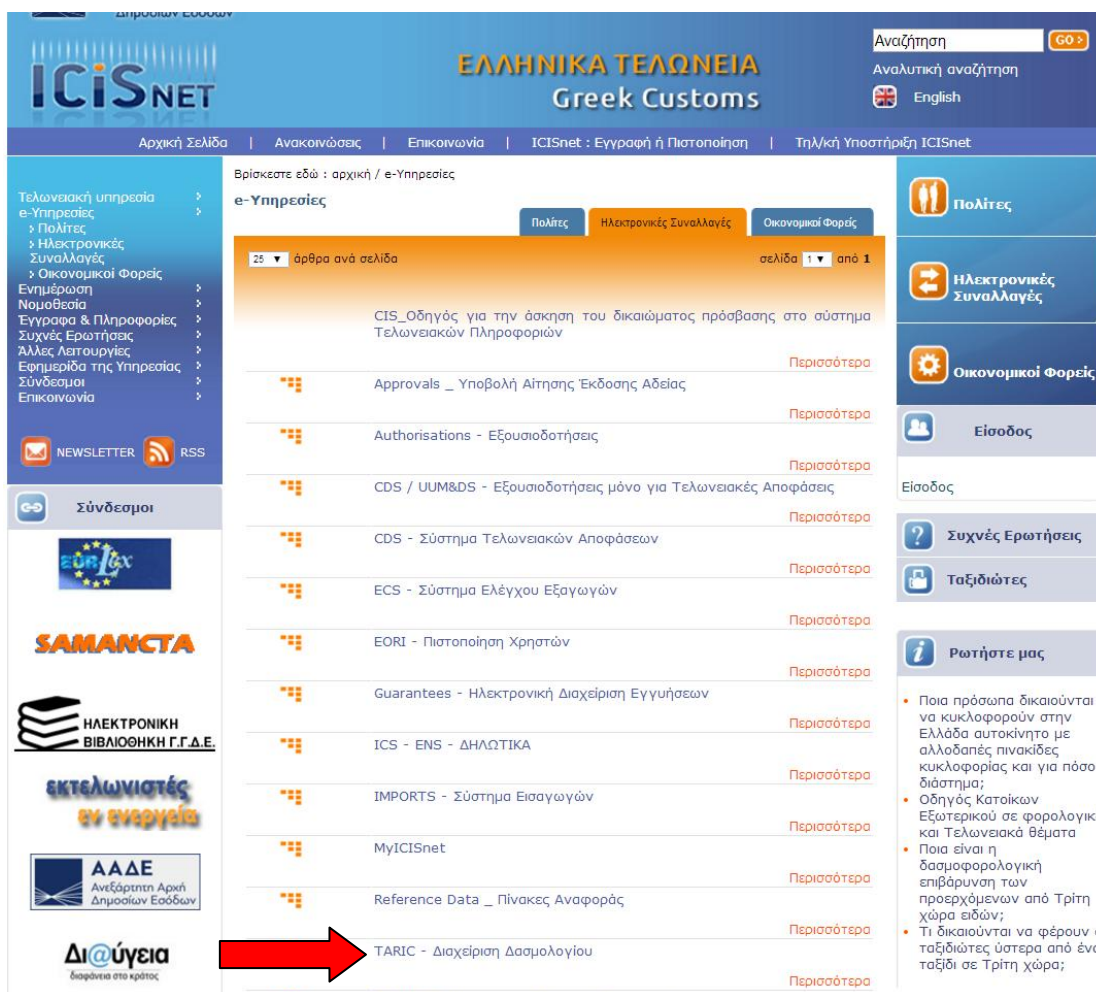 Δημοσίων Εσόδων
ICISNET
ΕΛΛΗΝΙΚΑ ΤΕΛΩΝΕΙΑ
Greek Customs
Αναζήτηση
GO
Αναλυτική αναζήτηση
English
Αρχική Σελίδα | Ανακοινώσεις | Επικοινωνία | ICISnet : Εγγραφή ή Πιστοποίηση | Τηλ/κή Υποστήριξη ICISnet
Τελωνειακή υπηρεσία
e-Υπηρεσίες
Πολίτες
Ηλεκτρονικές
Συναλλαγές
Οικονομικοί Φορείς
Ενημέρωση
Νομοθεσία
Έγγραφα & Πληροφορίες
Συχνές Ερωτήσεις
Άλλες Λειτουργίες
Εφημερίδα της Υπηρεσίας
Σύνδεσμοι
Επικοινωνία
NEWSLETTER RSS
Σύνδεσμοι
EUR Lex
SAMANCTA
ΗΛΕΚΤΡΟΝΙΚΗ
ΒΙΒΛΙΟΘΗΚΗ Γ.Γ.Δ.Ε.
εκτελωνιστές
εν ενεργεία
ΑΑΔΕ
Ανεξάρτητη Αρχή
Δημοσίων Εσόδων
Δι@ύγεια
διαφάνεια στο κράτος
Βρίσκεστε εδώ : αρχική / e-Υπηρεσίες
e-Υπηρεσίες
Πολίτες Ηλεκτρονικές Συναλλαγές Οικονομικοί Φορείς
25 άρθρα ανά σελίδα σελίδα 1 από 1
CIS_Οδηγός για την άσκηση του δικαιώματος πρόσβασης στο σύστημα
Τελωνειακών Πληροφοριών
Περισσότερα
Approvals _ Υποβολή Αίτησης Έκδοσης Αδείας
Περισσότερα
Authorisations - Εξουσιοδοτήσεις
Περισσότερα
CDS / UUM&DS - Εξουσιοδοτήσεις μόνο για Τελωνειακές Αποφάσεις
Περισσότερα
CDS - Σύστημα Τελωνειακών Αποφάσεων
Περισσότερα
ECS - Σύστημα Ελέγχου Εξαγωγών
Περισσότερα
EORI - Πιστοποίηση Χρηστών
Περισσότερα
Guarantees - Ηλεκτρονική Διαχείριση Εγγυήσεων
Περισσότερα
ICS - ENS - ΔΗΛΩΤΙΚΑ
Περισσότερα
IMPORTS - Σύστημα Εισαγωγών
Περισσότερα
MyICISnet
Περισσότερα
Reference Data _ Πίνακες Αναφοράς
Περισσότερα
TARIC - Διαχείριση Δασμολογίου
Περισσότερα
Πολίτες
Ηλεκτρονικές
Συναλλαγές
Οικονομικοί Φορείς
Είσοδος
Είσοδος
Συχνές Ερωτήσεις
Ταξιδιώτες
Ρωτήστε μας
Ποια πρόσωπα δικαιούνται
να κυκλοφορούν στην
Ελλάδα αυτοκίνητο με
αλλοδαπές πινακίδες
κυκλοφορίας και για πόσο
διάστημα;
Οδηγός Κατοίκων
Εξωτερικού σε φορολογικ
και Τελωνειακά θέματα
Ποια είναι η
δασμοφορολογική
επιβάρυνση των
προερχόμενων από Τρίτη
χώρα ειδών;
Τι δικαιούνται να φέρουν
ταξιδιώτες ύστερα από ένα
ταξίδι σε Τρίτη χώρα;